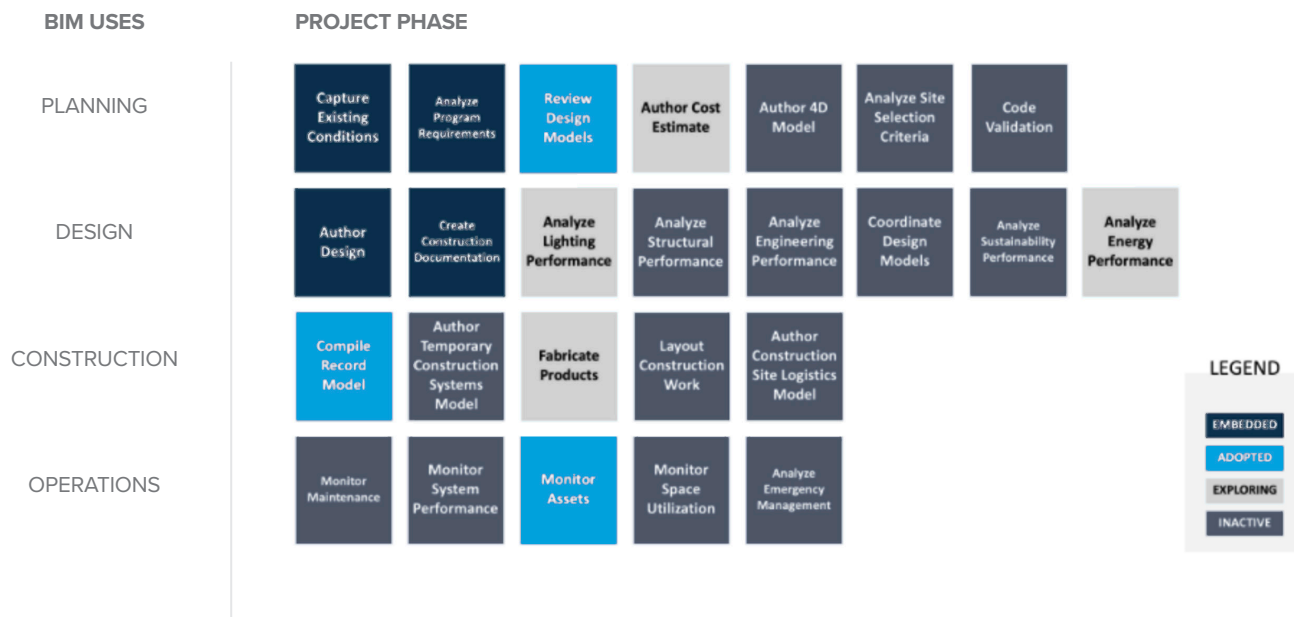 BIM USES
PROJECT PHASE
PLANNING
Capture
Existing
Conditions
Analyze
Program
Requirements
Review
Design
Models
Author Cost
Estimate
Author 4D
Model
Analyze Site
Selection
Criteria
Code
Validation
DESIGN
Author
Design
Create
Construction
Documentation
Analyze
Lighting
Performance
Analyze
Structural
Performance
Analyze
Engineering
Performance
Coordinate
Design
Models
Analyze
Sustainability
Performance
Analyze
Energy
Performance
CONSTRUCTION
Compile
Record
Model
Author
Temporary
Construction
Systems
Model
Fabricate
Products
Layout
Construction
Work
Author
Construction
Site Logistics
Model
OPERATIONS
Monitor
Maintenance
Monitor
System
Performance
Monitor
Assets
Monitor
Space
Utilization
Analyze
Emergency
Management
LEGEND
EMBEDDED
ADOPTED
EXPLORING
INACTIVE